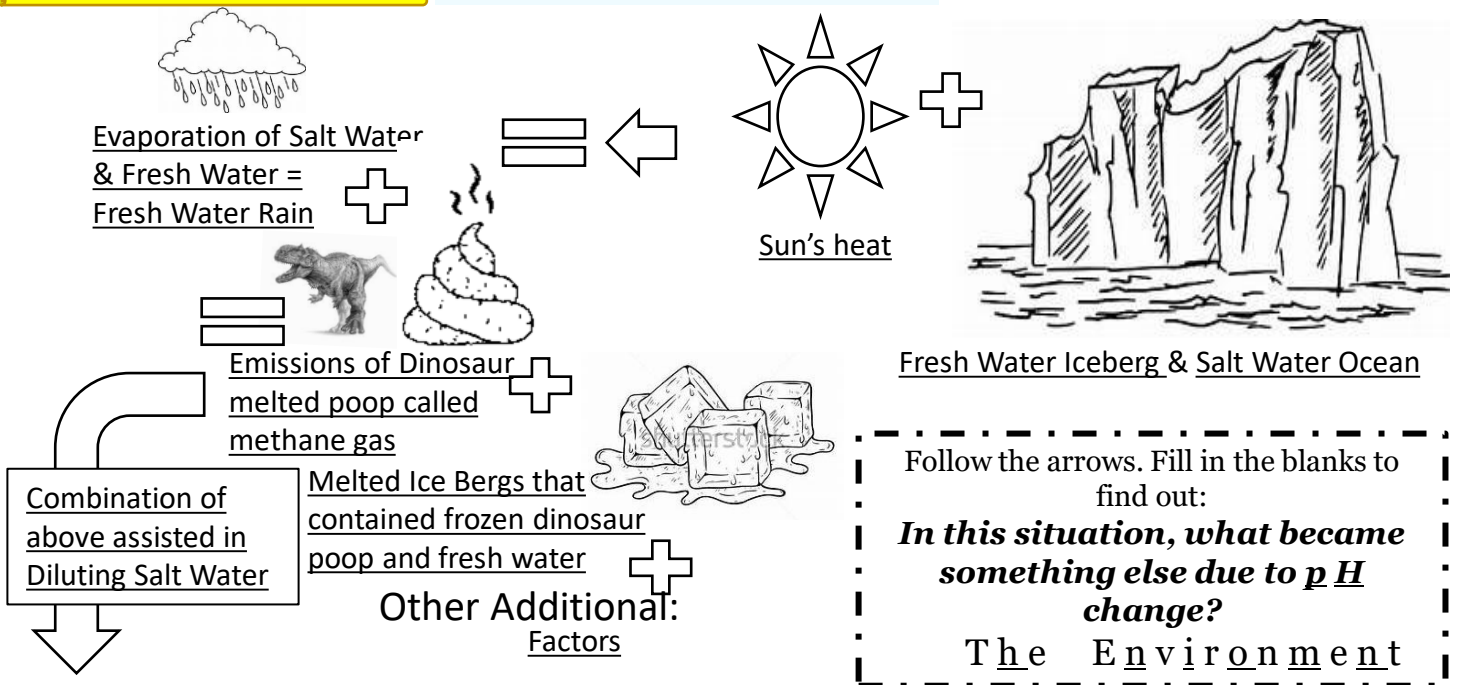 Evaporation of Salt Water
& Fresh Water =
Fresh Water Rain
Sun's heat
Fresh Water Iceberg & Salt Water Ocean
Emissions of Dinosaur
melted poop called
methane gas
shutterstock
Melted Ice Bergs that
contained frozen dinosaur
poop and fresh water
Combination of
above assisted in
Diluting Salt Water
Other Additional:
Factors
Follow the arrows. Fill in the blanks to
find out:
In this situation, what became
something else due to p H
change?
T h e E n v i r o n m e n t